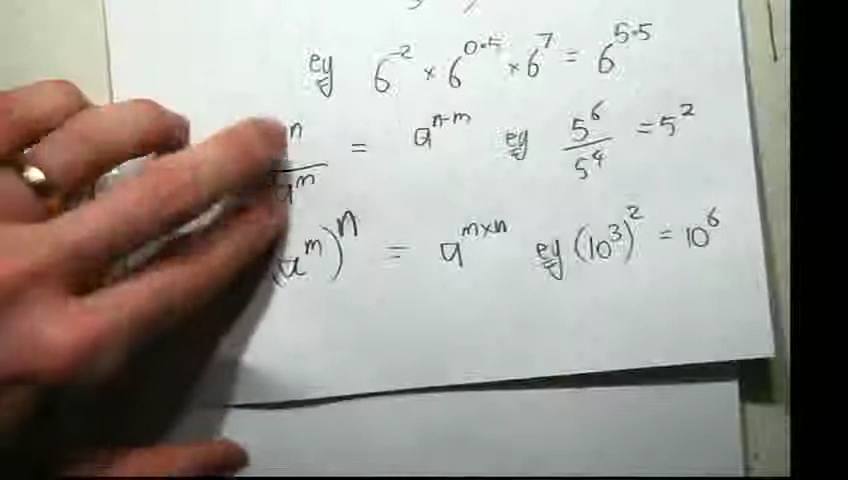 eg 6^-2 × 6^0.5 × 6^7 = 6^5.5
n/a^m = a^n-m eg 5^6/5^4 = 5^2
(a^m)^n = a^m×n eg (10^3)^2 = 10^6